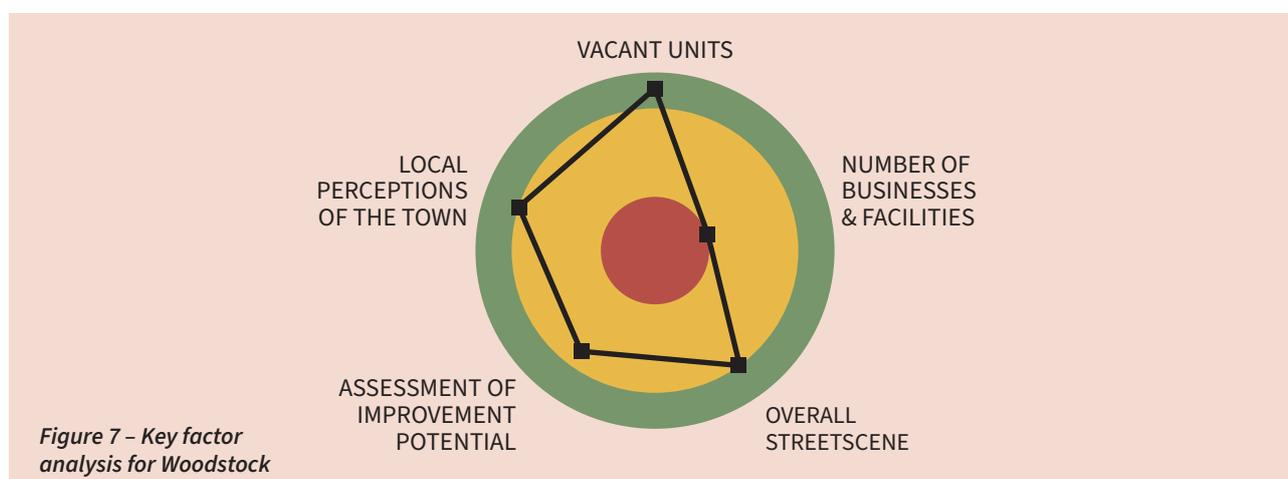 VACANT UNITS
NUMBER OF
BUSINESSES
& FACILITIES
OVERALL
STREETSCENE
ASSESSMENT OF
IMPROVEMENT
POTENTIAL
LOCAL
PERCEPTIONS
OF THE TOWN
Figure 7 – Key factor
analysis for Woodstock